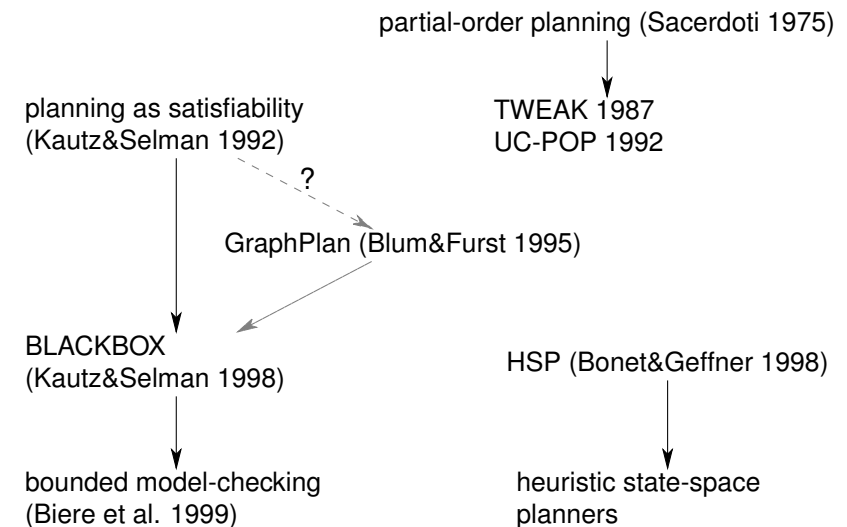 partial-order planning (Sacerdoti 1975)
planning as satisfiability
(Kautz&Selman 1992)
TWEAK 1987
UC-POP 1992
?
GraphPlan (Blum&Furst 1995)
BLACKBOX
(Kautz&Selman 1998)
HSP (Bonet&Geffner 1998)
bounded model-checking
(Biere et al. 1999)
heuristic state-space
planners